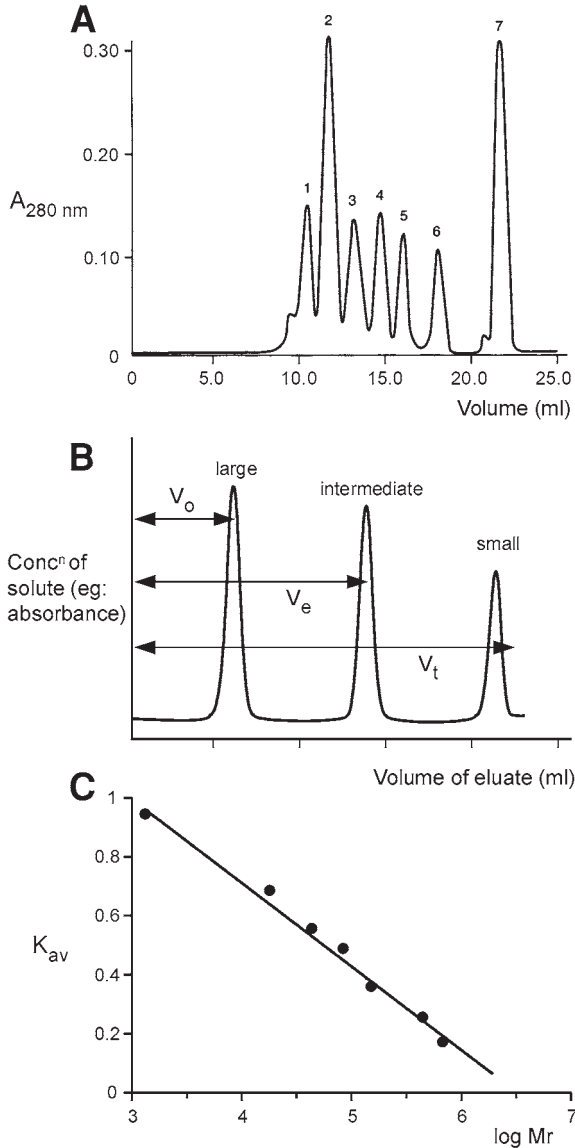 A
0.30
0.20
0.10
0
A280 nm
1
2
3
4
5
6
7
0 5.0 10.0 15.0 20.0 25.0
Volume (ml)
B
large
intermediate
small
Vo
Ve
Vt
Concⁿ of
solute (eg:
absorbance)
Volume of eluate (ml)
C
1
0.8
0.6
0.4
0.2
0
Kav
3 4 5 6 7
log Mr